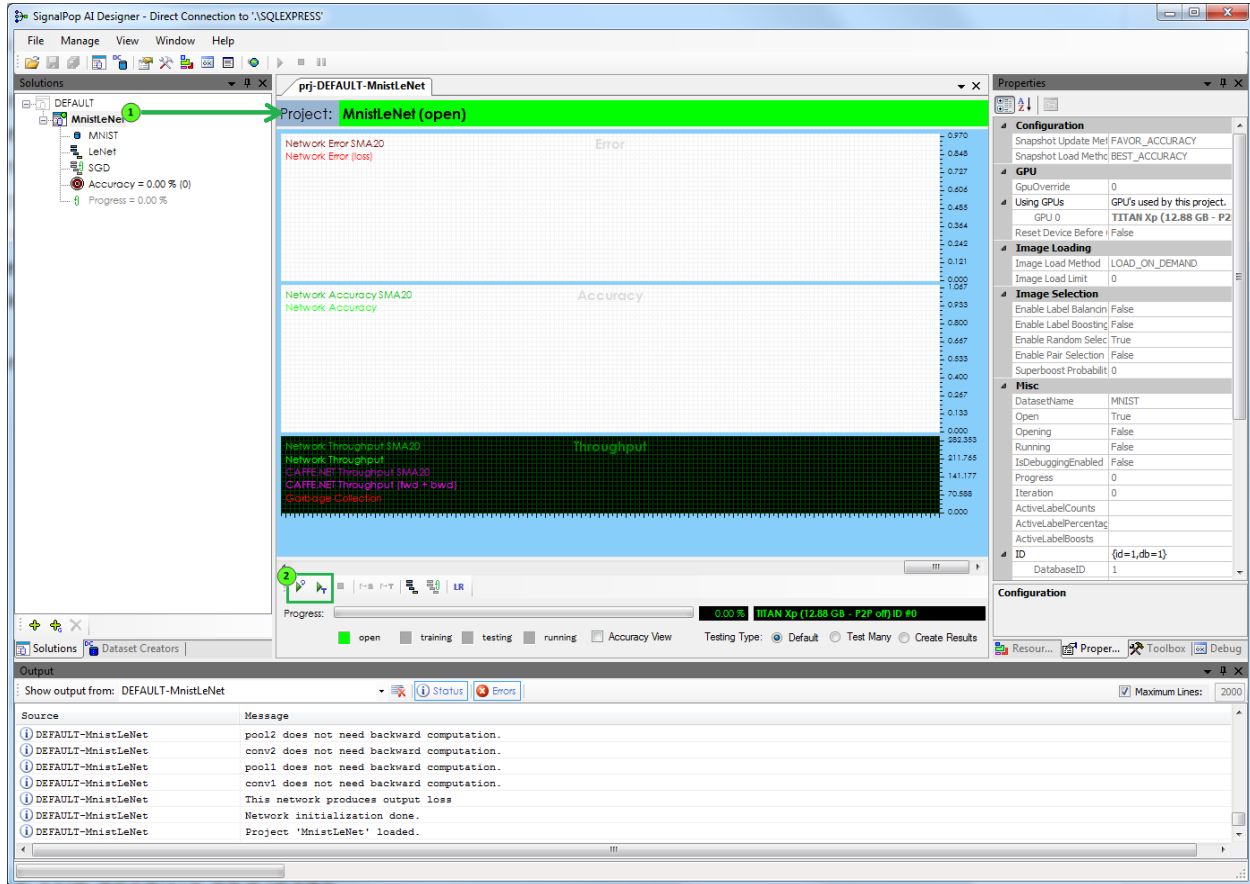 SignalPop AI Designer - Direct Connection to '.\SQLEXPRESS'
File Manage View Window Help
Solutions
DEFAULT
MnistLeNet
MNIST
LeNet
SGD
Accuracy = 0.00 % (0)
Progress = 0.00 %
1
Solutions Dataset Creators
prj-DEFAULT-MnistLeNet
Project: MnistLeNet (open)
Error
Network Error SMA20
Network Error (loss)
0.970
0.848
0.727
0.606
0.485
0.364
0.242
0.121
0.000
Accuracy
Network Accuracy SMA20
Network Accuracy
1.067
0.933
0.800
0.667
0.533
0.400
0.267
0.133
0.000
Throughput
Network Throughput SMA20
Network Throughput
CAFFE.NET Throughput SMA20
CAFFE.NET Throughput (fwd + bwd)
Garbage Collection
282.353
211.765
141.177
70.588
0.000
2
LR
Progress: 0.00 % TITAN Xp (12.88 GB - P2P off) ID #0
open training testing running Accuracy View Testing Type: Default Test Many Create Results
Properties
Configuration
Snapshot Update Met FAVOR_ACCURACY
Snapshot Load Methc BEST_ACCURACY
GPU
GpuOverride 0
Using GPUs GPU's used by this project.
GPU 0 TITAN Xp (12.88 GB - P2
Reset Device Before False
Image Loading
Image Load Method LOAD_ON_DEMAND
Image Load Limit 0
Image Selection
Enable Label Balancin False
Enable Label Boosting False
Enable Random Selec True
Enable Pair Selection False
Superboost Probabilit 0
Misc
DatasetName MNIST
Open True
Opening False
Running False
IsDebuggingEnabled False
Progress 0
Iteration 0
ActiveLabelCounts
ActiveLabelPercentag
ActiveLabelBoosts
ID {id=1,db=1}
DatabaseID 1
Configuration
Resour... Proper... Toolbox Debug
Output
Show output from: DEFAULT-MnistLeNet Status Errors Maximum Lines: 2000
Source Message
DEFAULT-MnistLeNet pool2 does not need backward computation.
DEFAULT-MnistLeNet conv2 does not need backward computation.
DEFAULT-MnistLeNet pool1 does not need backward computation.
DEFAULT-MnistLeNet conv1 does not need backward computation.
DEFAULT-MnistLeNet This network produces output loss
DEFAULT-MnistLeNet Network initialization done.
DEFAULT-MnistLeNet Project 'MnistLeNet' loaded.